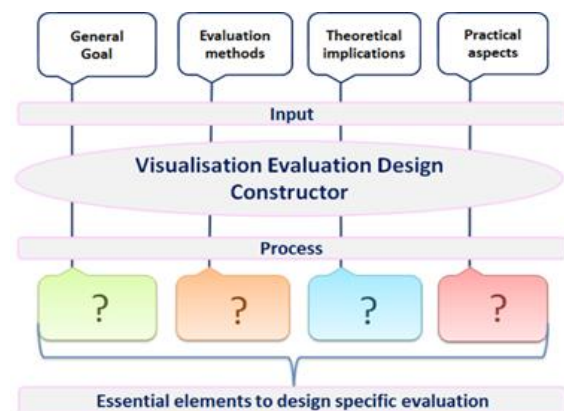 General
Goal
Evaluation
methods
Theoretical
implications
Practical
aspects
Input
Visualisation Evaluation Design
Constructor
Process
?
?
?
?
Essential elements to design specific evaluation